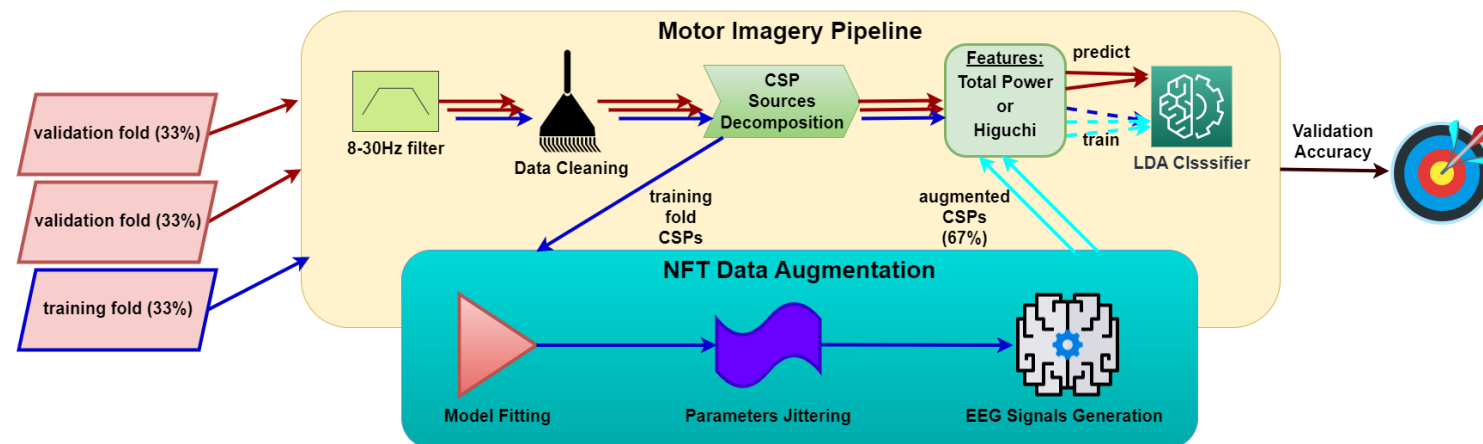 Motor Imagery Pipeline
validation fold (33%)
validation fold (33%)
training fold (33%)
8-30Hz filter
Data Cleaning
CSP
Sources
Decomposition
Features:
Total Power
or
Higuchi
predict
train
LDA Clsssifier
Validation
Accuracy
training
fold
CSPs
augmented
CSPs
(67%)
NFT Data Augmentation
Model Fitting
Parameters Jittering
EEG Signals Generation